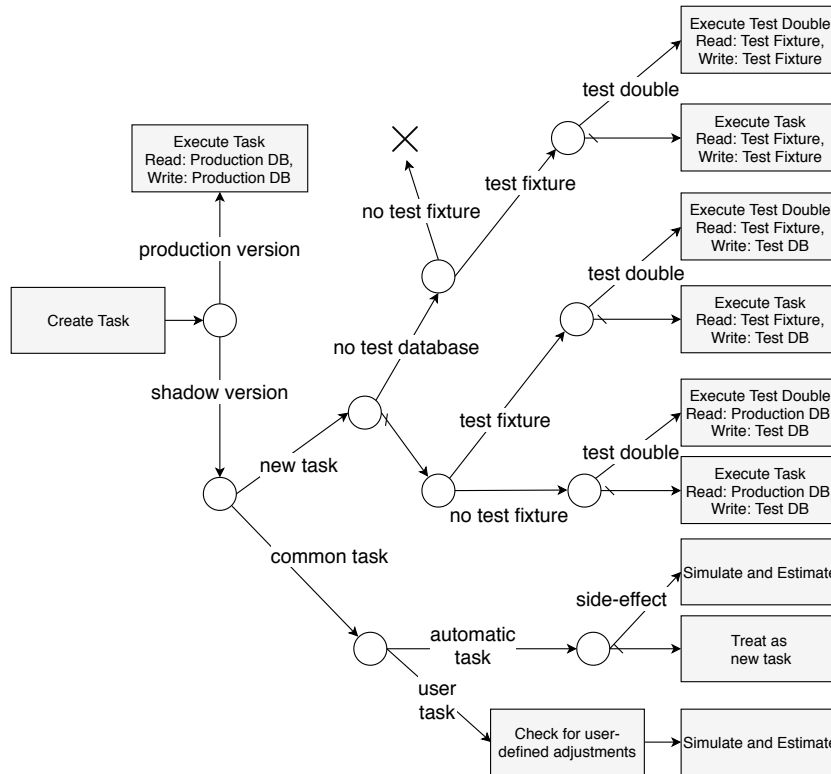 Execute Test Double
Read: Test Fixture,
Write: Test Fixture
test double
Execute Task
Read: Test Fixture,
Write: Test Fixture
Execute Task
Read: Production DB,
Write: Production DB
test fixture
no test fixture
Execute Test Double
Read: Test Fixture,
Write: Test DB
production version
test double
Create Task
Execute Task
Read: Test Fixture,
Write: Test DB
no test database
shadow version
Execute Test Double
Read: Production DB
Write: Test DB
test fixture
test double
new task
Execute Task
Read: Production DB
Write: Test DB
no test fixture
common task
Simulate and Estimate
side-effect
automatic
task
Treat as
new task
user
task
Check for user-
defined adjustments
Simulate and Estimate